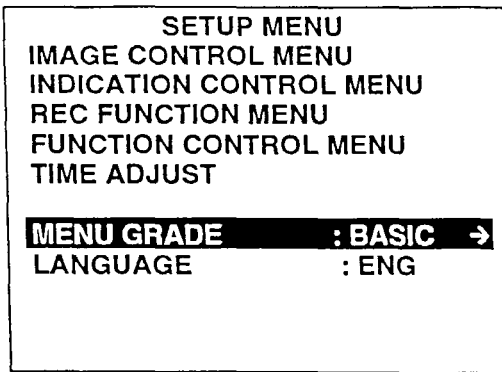 SETUP MENU
IMAGE CONTROL MENU
INDICATION CONTROL MENU
REC FUNCTION MENU
FUNCTION CONTROL MENU
TIME ADJUST
MENU GRADE : BASIC →
LANGUAGE : ENG